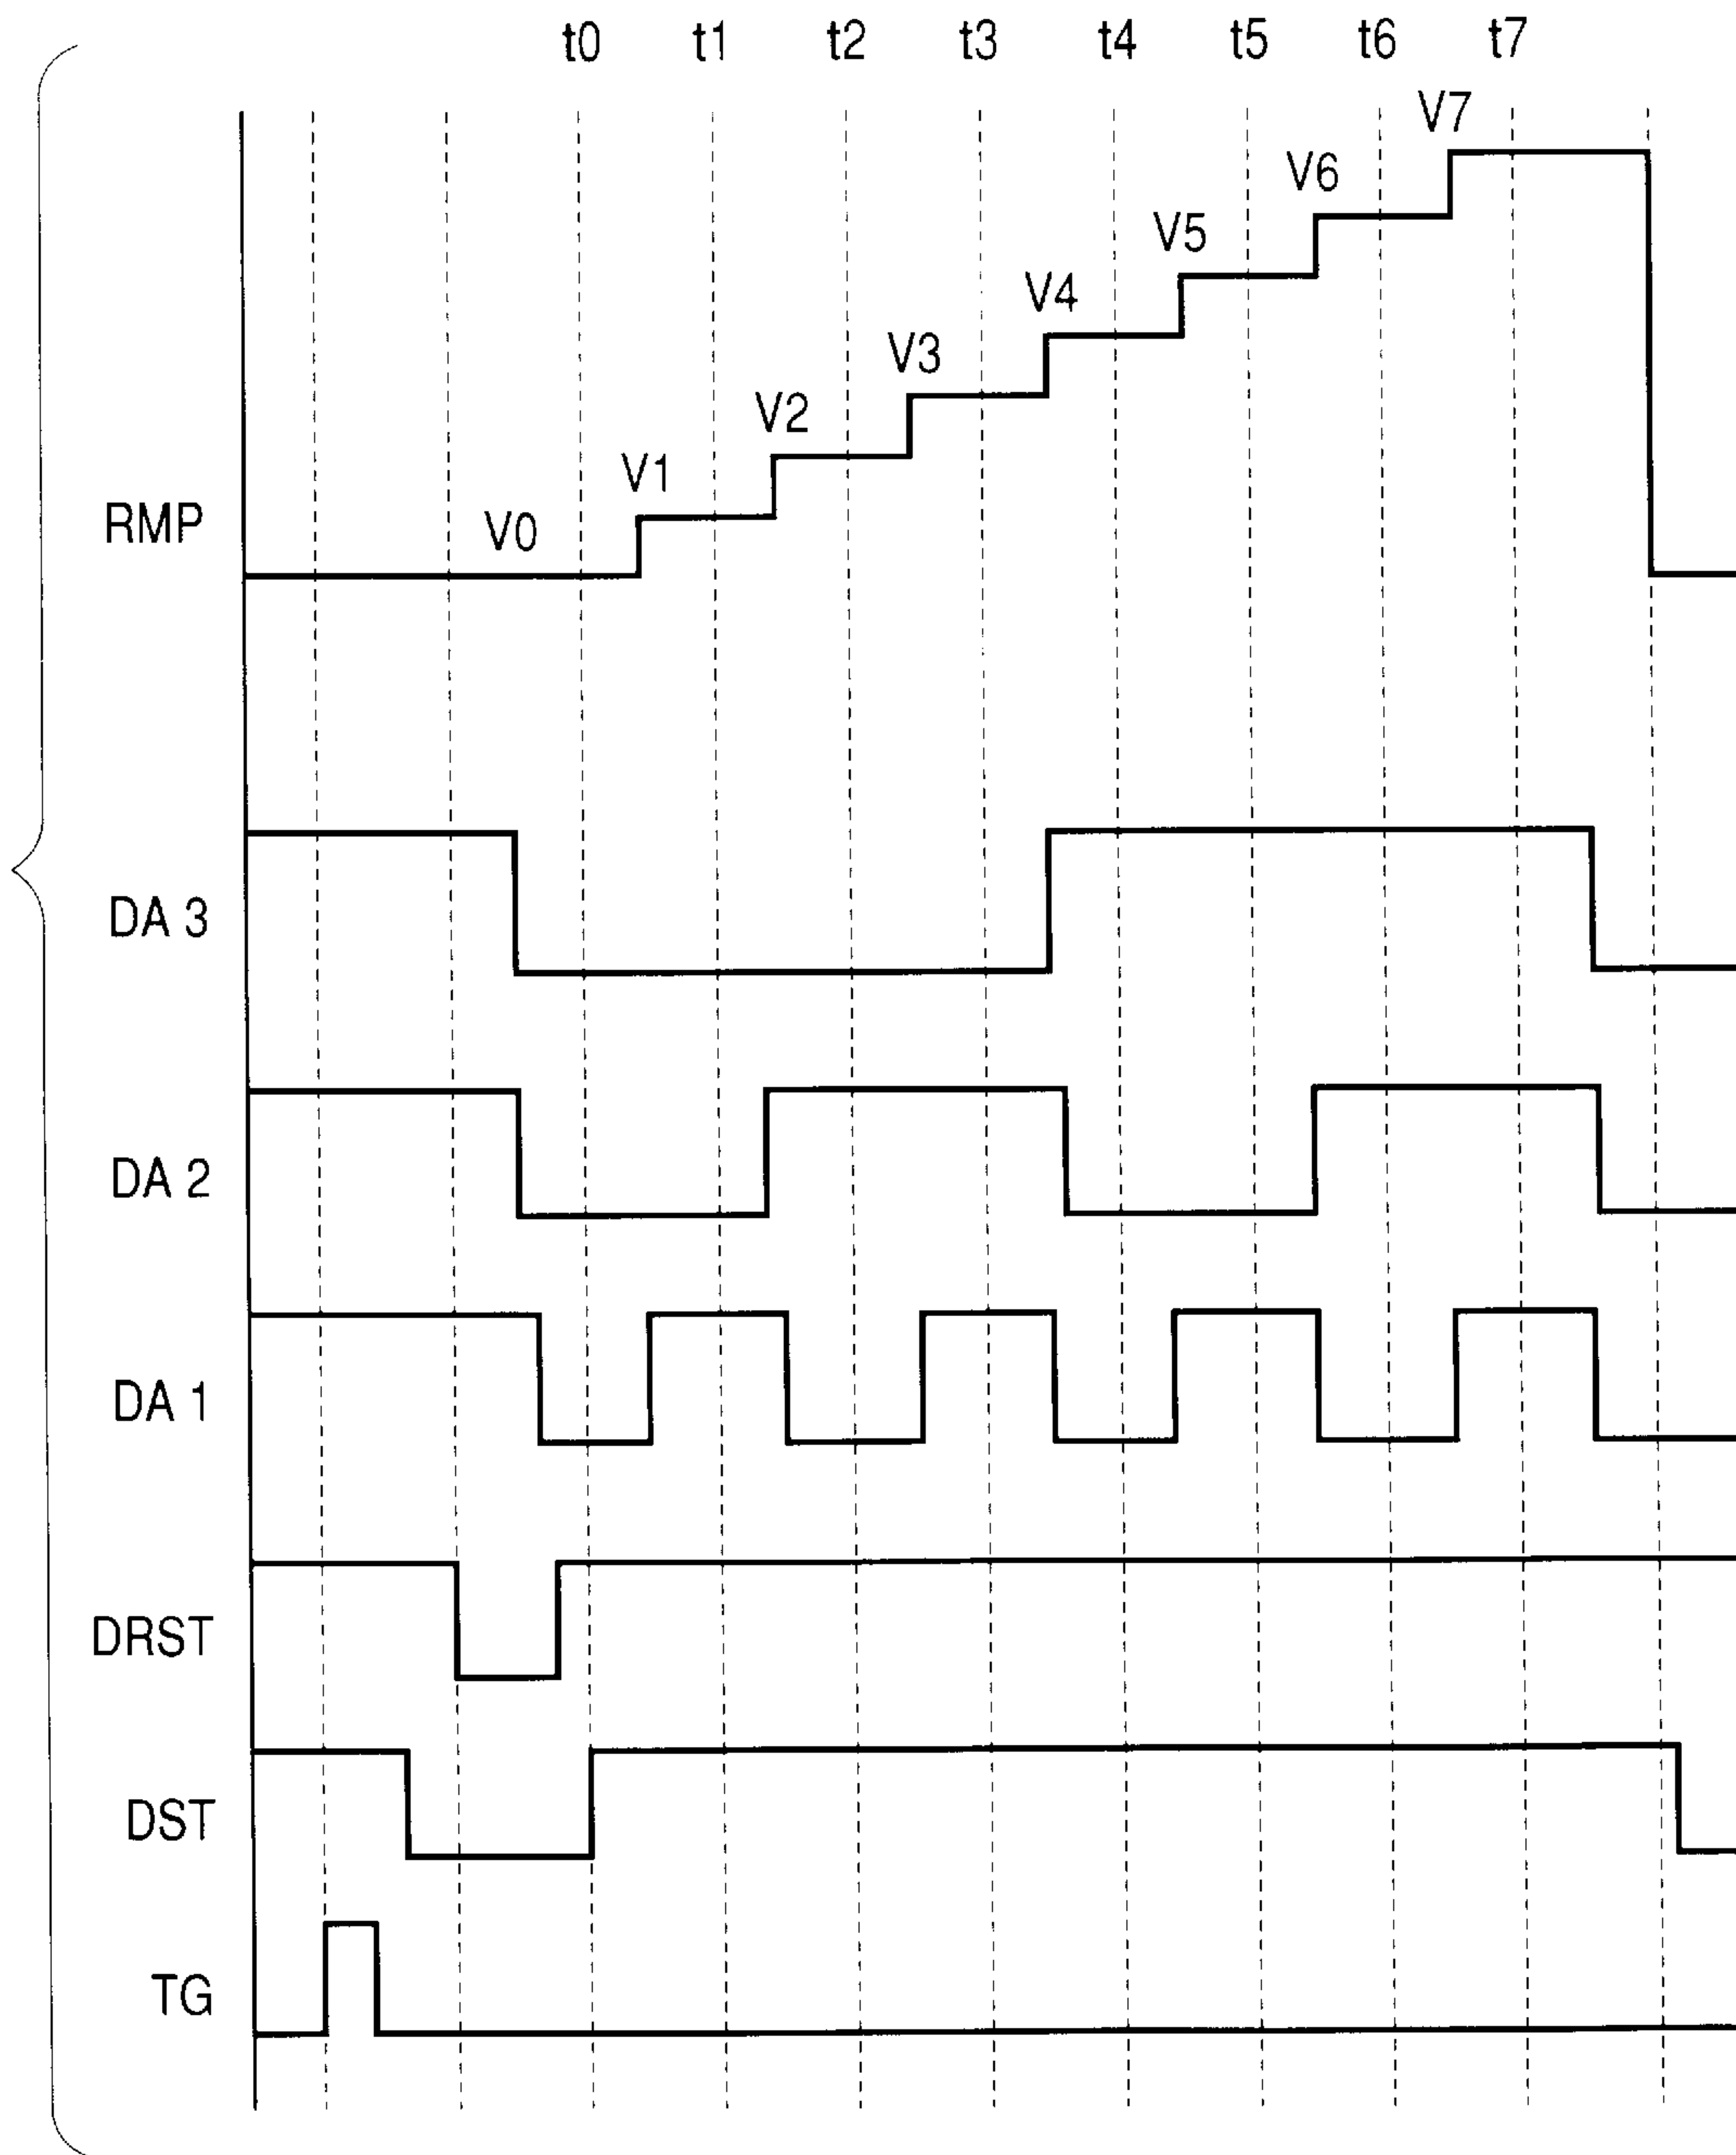 t0 t1 t2 t3 t4 t5 t6 t7
V7
V6
V5
V4
V3
V2
V1
V0
RMP
DA 3
DA 2
DA 1
DRST
DST
TG